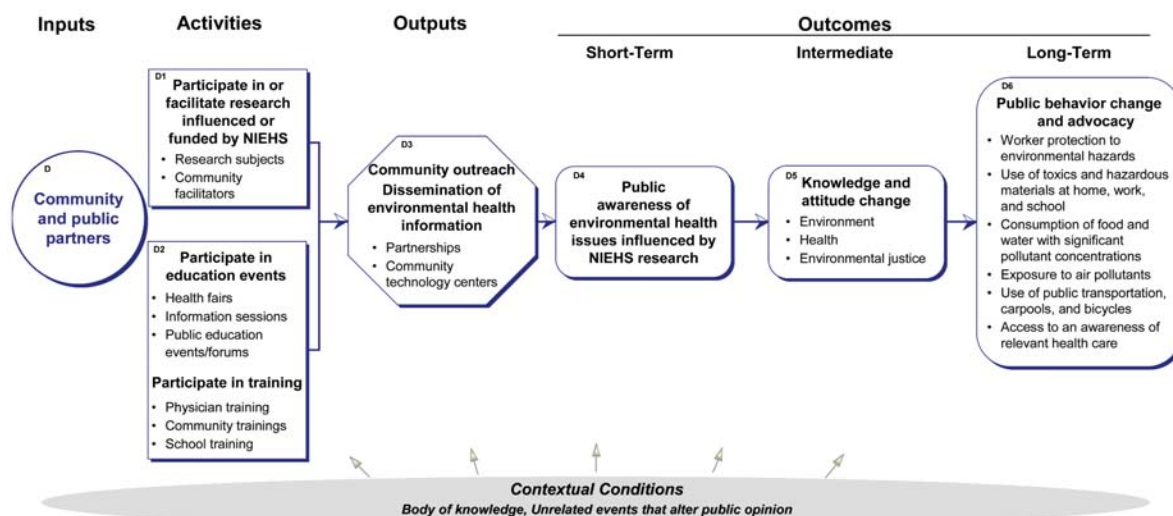 Inputs
Activities
Outputs
Outcomes
Short-Term
Intermediate
Long-Term
D
Community
and public
partners
D1
Participate in or
facilitate research
influenced or
funded by NIEHS
• Research subjects
• Community
facilitators
D2
Participate in
education events
• Health fairs
• Information sessions
• Public education
events/forums
Participate in training
• Physician training
• Community trainings
• School training
D3
Community outreach
Dissemination of
environmental health
information
• Partnerships
• Community
technology centers
D4
Public
awareness of
environmental health
issues influenced by
NIEHS research
D5
Knowledge and
attitude change
• Environment
• Health
• Environmental justice
D6
Public behavior change
and advocacy
• Worker protection to
environmental hazards
• Use of toxics and hazardous
materials at home, work,
and school
• Consumption of food and
water with significant
pollutant concentrations
• Exposure to air pollutants
• Use of public transportation,
carpools, and bicycles
• Access to an awareness of
relevant health care
Contextual Conditions
Body of knowledge, Unrelated events that alter public opinion